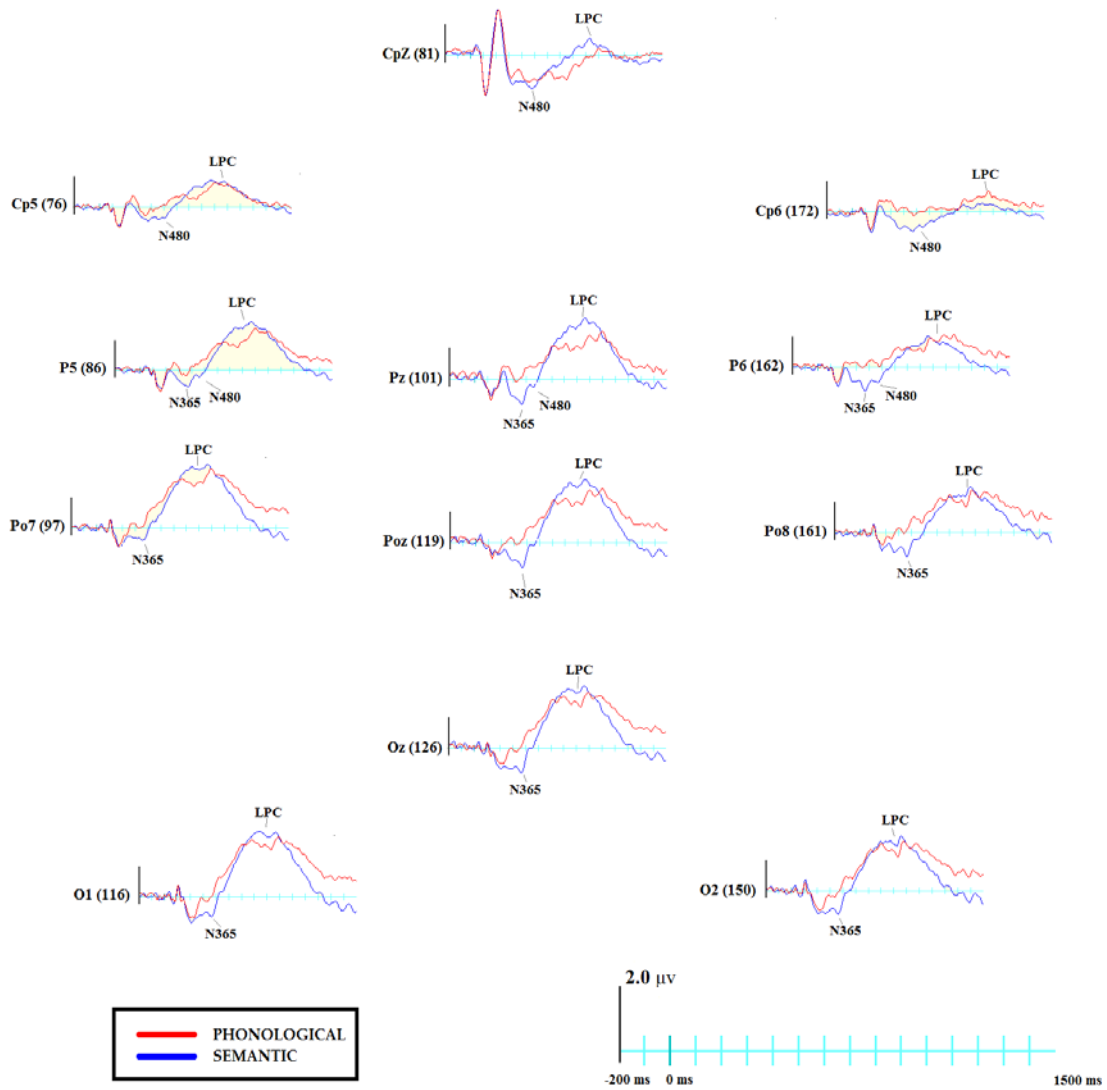 LPC
CpZ (81)
N480
LPC
Cp5 (76)
N480
LPC
Cp6 (172)
N480
LPC
P5 (86)
N365
N480
LPC
Pz (101)
N480
N365
LPC
P6 (162)
N365
N480
LPC
Po7 (97)
N365
LPC
Poz (119)
N365
LPC
Po8 (161)
N365
LPC
Oz (126)
N365
LPC
O1 (116)
N365
LPC
O2 (150)
N365
2.0 μv
-200 ms
0 ms
1500 ms
PHONOLOGICAL
SEMANTIC